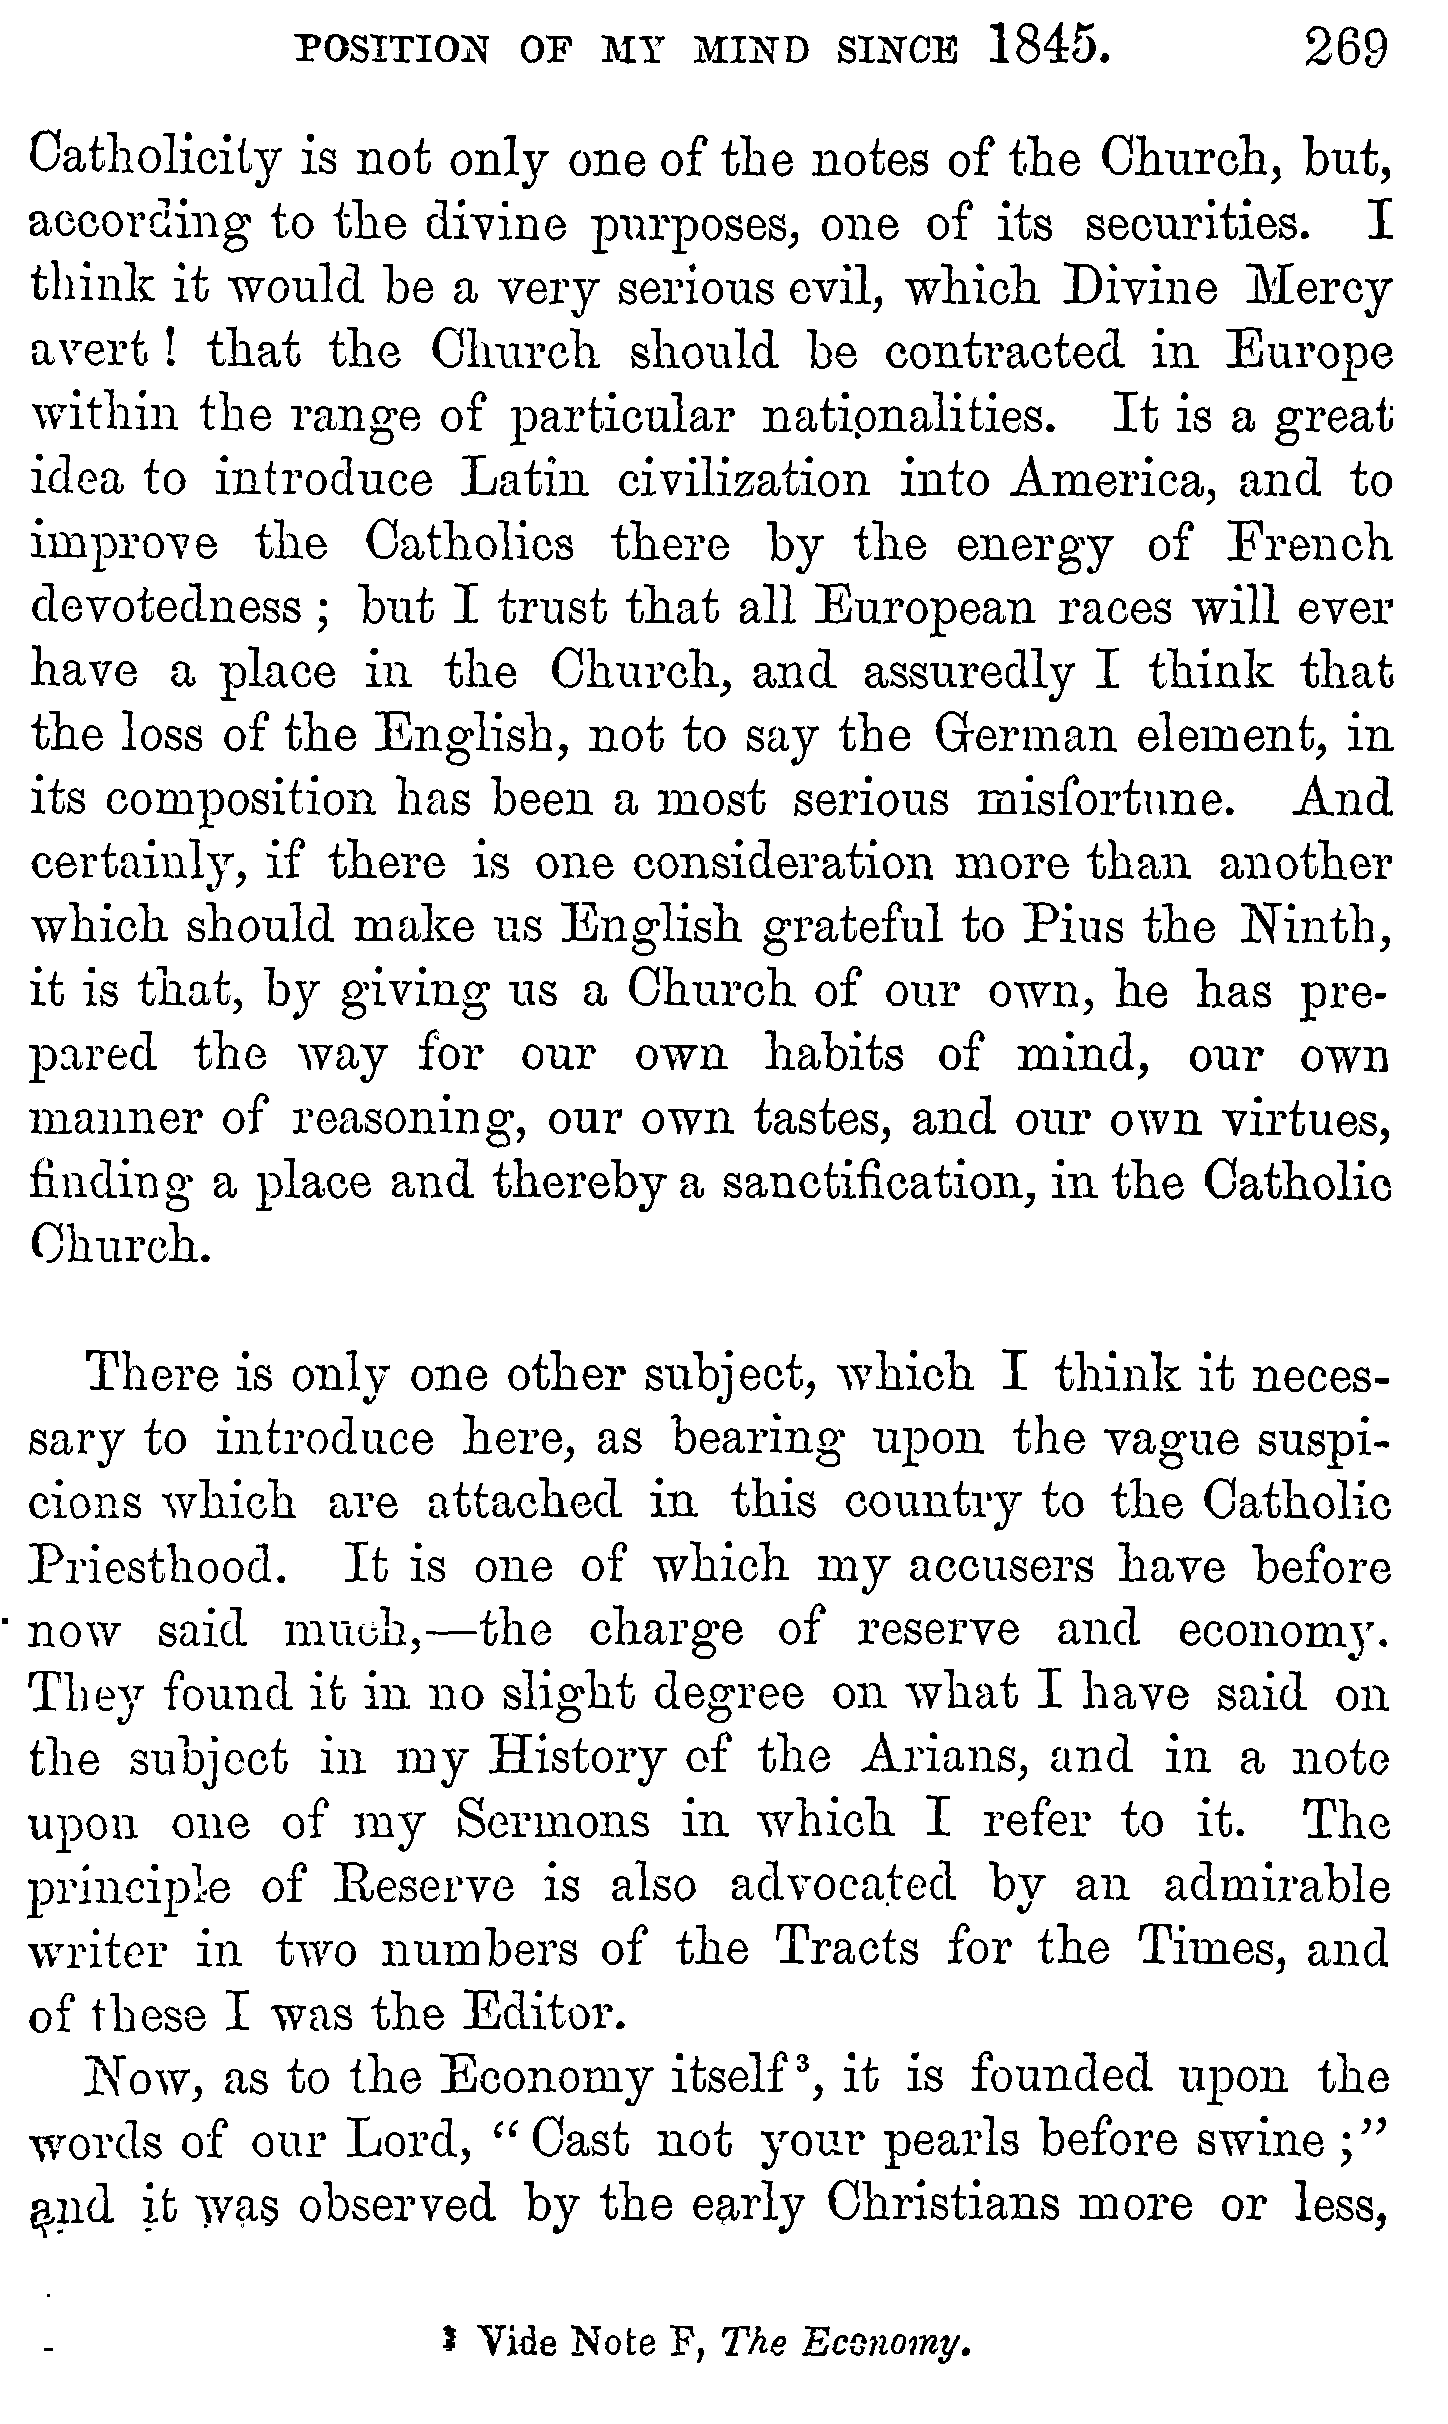 POSITION OF MY MIND SINCE 1845. 269
Catholicity is not only one of the notes of the Church, but,
according to the divine purposes, one of its securities. I
think it would be a very serious evil, which Divine Mercy
avert! that the Church should be contracted in Europe
within the range of particular nationalities. It is a great
idea to introduce Latin civilization into America, and to
improve the Catholics there by the energy of French
devotedness; but I trust that all European races will ever
have a place in the Church, and assuredly I think that
the loss of the English, not to say the German element, in
its composition has been a most serious misfortune. And
certainly, if there is one consideration more than another
which should make us English grateful to Pius the Ninth,
it is that, by giving us a Church of our own, he has pre-
pared the way for our own habits of mind, our own
manner of reasoning, our own tastes, and our own virtues,
finding a place and thereby a sanctification, in the Catholic
Church.
There is only one other subject, which I think it neces-
sary to introduce here, as bearing upon the vague suspi-
cions which are attached in this country to the Catholic
Priesthood. It is one of which my accusers have before
now said much,—the charge of reserve and economy.
They found it in no slight degree on what I have said on
the subject in my History of the Arians, and in a note
upon one of my Sermons in which I refer to it. The
principle of Reserve is also advocated by an admirable
writer in two numbers of the Tracts for the Times, and
of these I was the Editor.
Now, as to the Economy itself³, it is founded upon the
words of our Lord, “Cast not your pearls before swine;”
and it was observed by the early Christians more or less,
³ Vide Note F, The Economy.